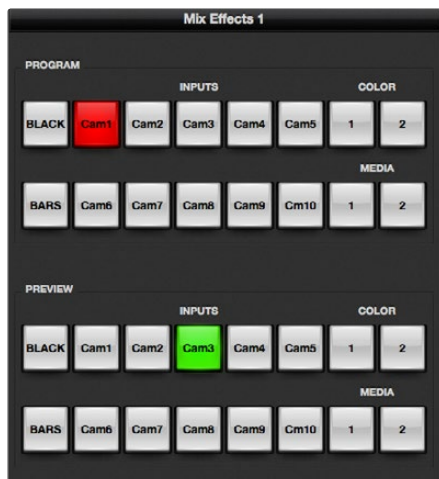 Mix Effects 1
PROGRAM
INPUTS COLOR
BLACK Cam1 Cam2 Cam3 Cam4 Cam5 1 2
MEDIA
BARS Cam6 Cam7 Cam8 Cam9 Cm10 1 2
PREVIEW
INPUTS COLOR
BLACK Cam1 Cam2 Cam3 Cam4 Cam5 1 2
MEDIA
BARS Cam6 Cam7 Cam8 Cam9 Cm10 1 2